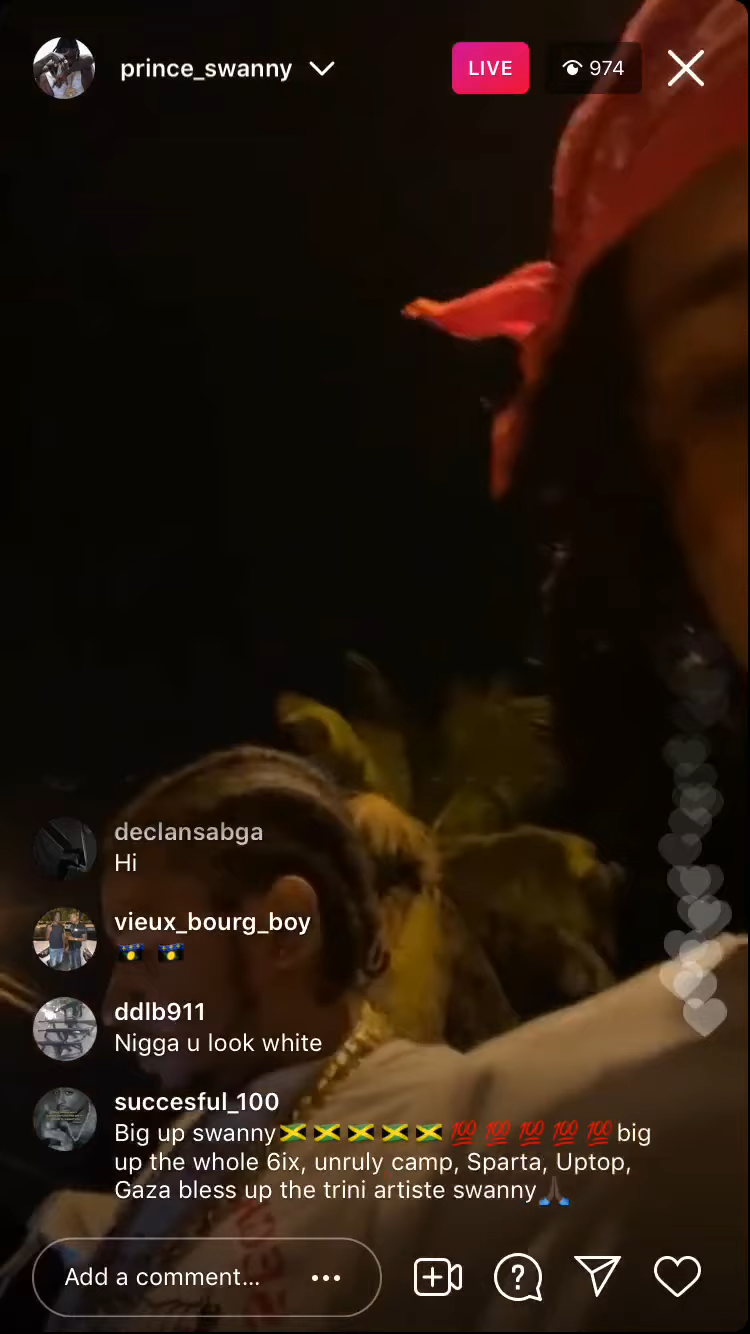 prince_swanny
LIVE
974
declansabga
Hi
vieux_bourg_boy
ddlb911
Nigga u look white
succesful_100
Big up swanny🇯🇲🇯🇲🇯🇲🇯🇲🇯🇲💯💯💯💯💯big
up the whole 6ix, unruly camp, Sparta, Uptop,
Gaza bless up the trini artiste swanny🙏🏿
Add a comment...